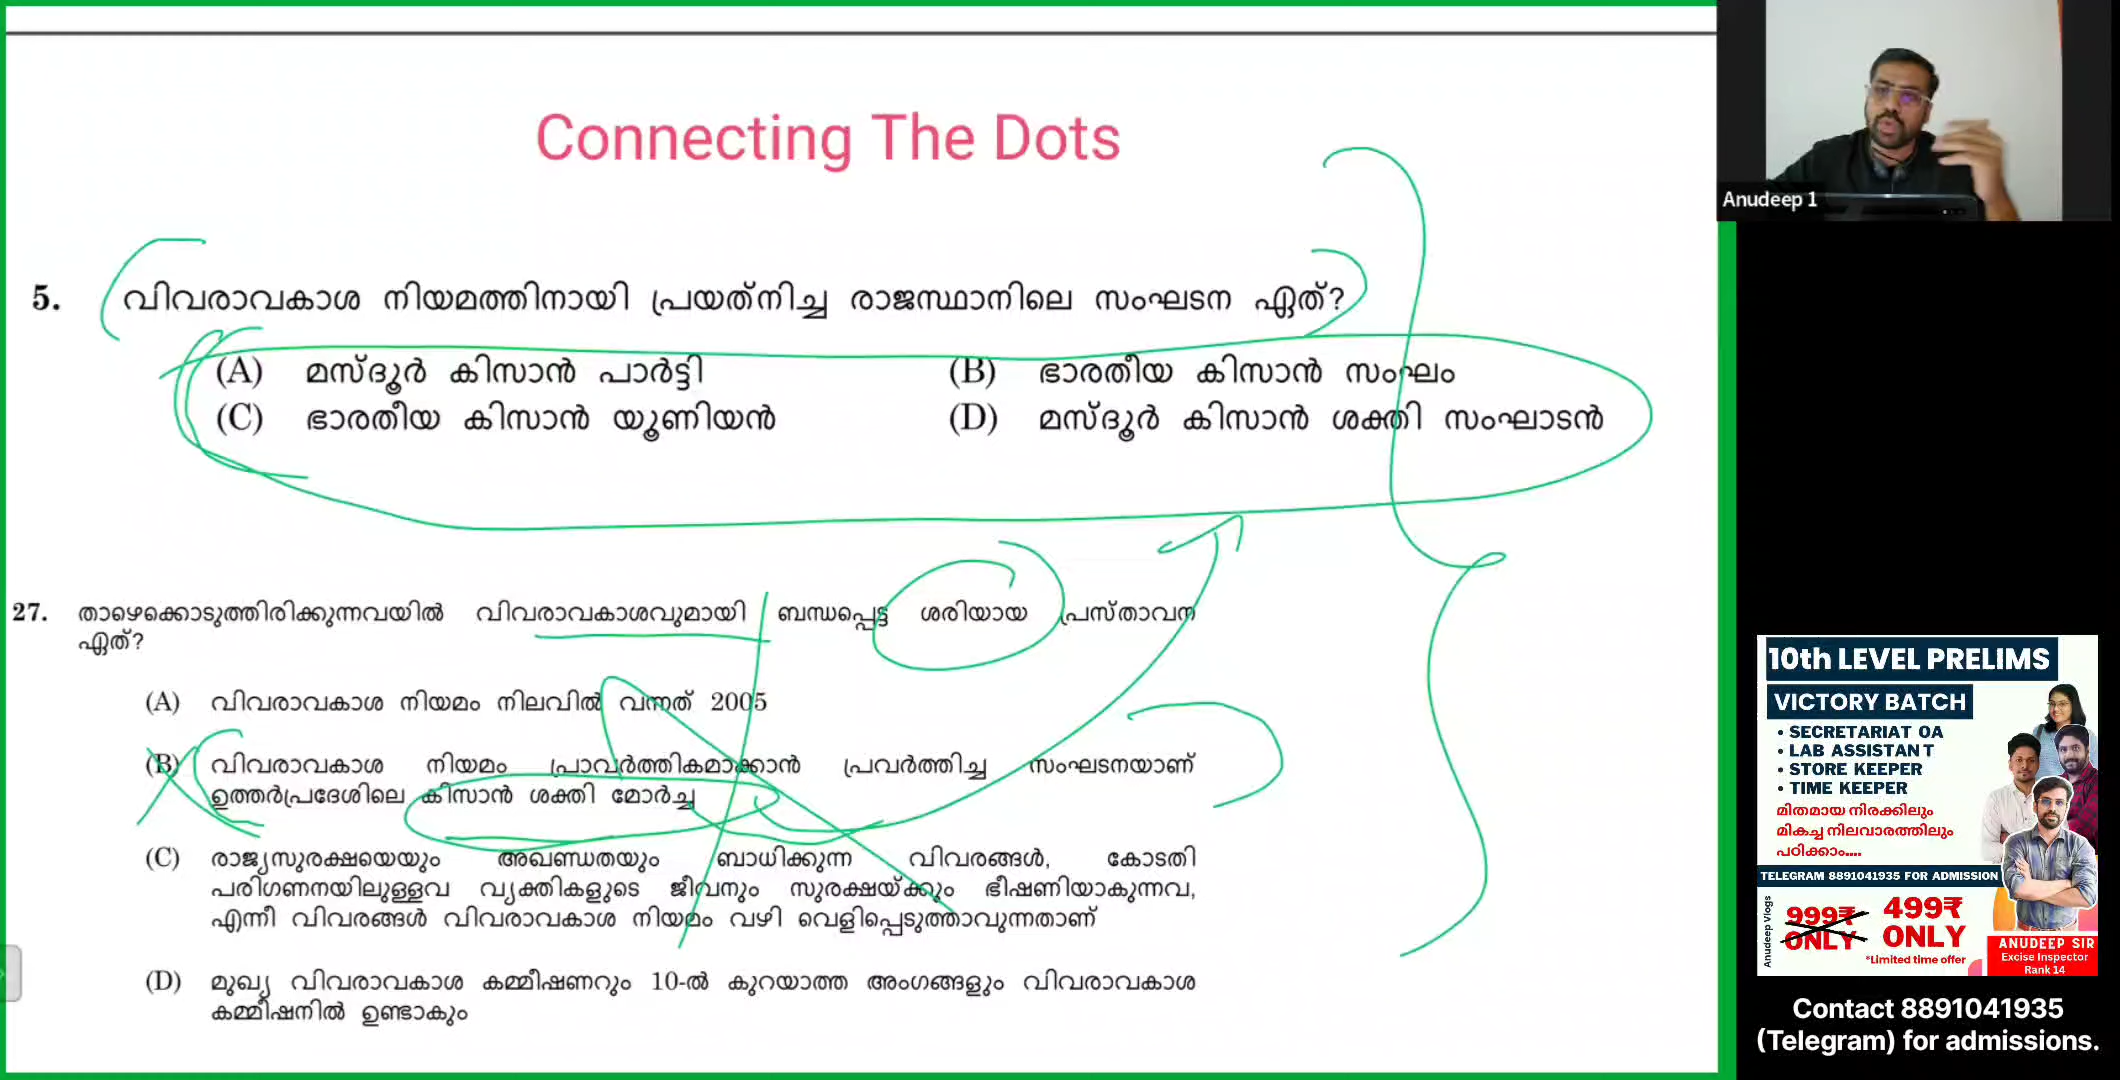 Connecting The Dots
5. വിവരാവകാശ നിയമത്തിനായി പ്രയത്നിച്ച രാജസ്ഥാനിലെ സംഘടന ഏത്?
(A) മസ്ദൂർ കിസാൻ പാർട്ടി (B) ഭാരതീയ കിസാൻ സംഘം
(C) ഭാരതീയ കിസാൻ യൂണിയൻ (D) മസ്ദൂർ കിസാൻ ശക്തി സംഘാടൻ
27. താഴെക്കൊടുത്തിരിക്കുന്നവയിൽ വിവരാവകാശവുമായി ബന്ധപ്പെട്ട ശരിയായ പ്രസ്താവന
ഏത്?
(A) വിവരാവകാശ നിയമം നിലവിൽ വന്നത് 2005
(B) വിവരാവകാശ നിയമം പ്രാവർത്തികമാക്കാൻ പ്രവർത്തിച്ച സംഘടനയാണ്
ഉത്തർപ്രദേശിലെ കിസാൻ ശക്തി മോർച്ച
(C) രാജ്യസുരക്ഷയെയും അഖണ്ഡതയും ബാധിക്കുന്ന വിവരങ്ങൾ, കോടതി
പരിഗണനയിലുള്ളവ വ്യക്തികളുടെ ജീവനും സുരക്ഷയ്ക്കും ഭീഷണിയാകുന്നവ,
എന്നീ വിവരങ്ങൾ വിവരാവകാശ നിയമം വഴി വെളിപ്പെടുത്താവുന്നതാണ്
(D) മുഖ്യ വിവരാവകാശ കമ്മീഷണറും 10-ൽ കുറയാത്ത അംഗങ്ങളും വിവരാവകാശ
കമ്മീഷനിൽ ഉണ്ടാകും
Anudeep 1
10th LEVEL PRELIMS
VICTORY BATCH
• SECRETARIAT OA
• LAB ASSISTANT
• STORE KEEPER
• TIME KEEPER
മിതമായ നിരക്കിലും
മികച്ച നിലവാരത്തിലും
പഠിക്കാം....
TELEGRAM 8891041935 FOR ADMISSION
Anudeep Vlogs
999₹ ONLY
499₹ ONLY
*Limited time offer
ANUDEEP SIR
Excise Inspector
Rank 14
Contact 8891041935
(Telegram) for admissions.